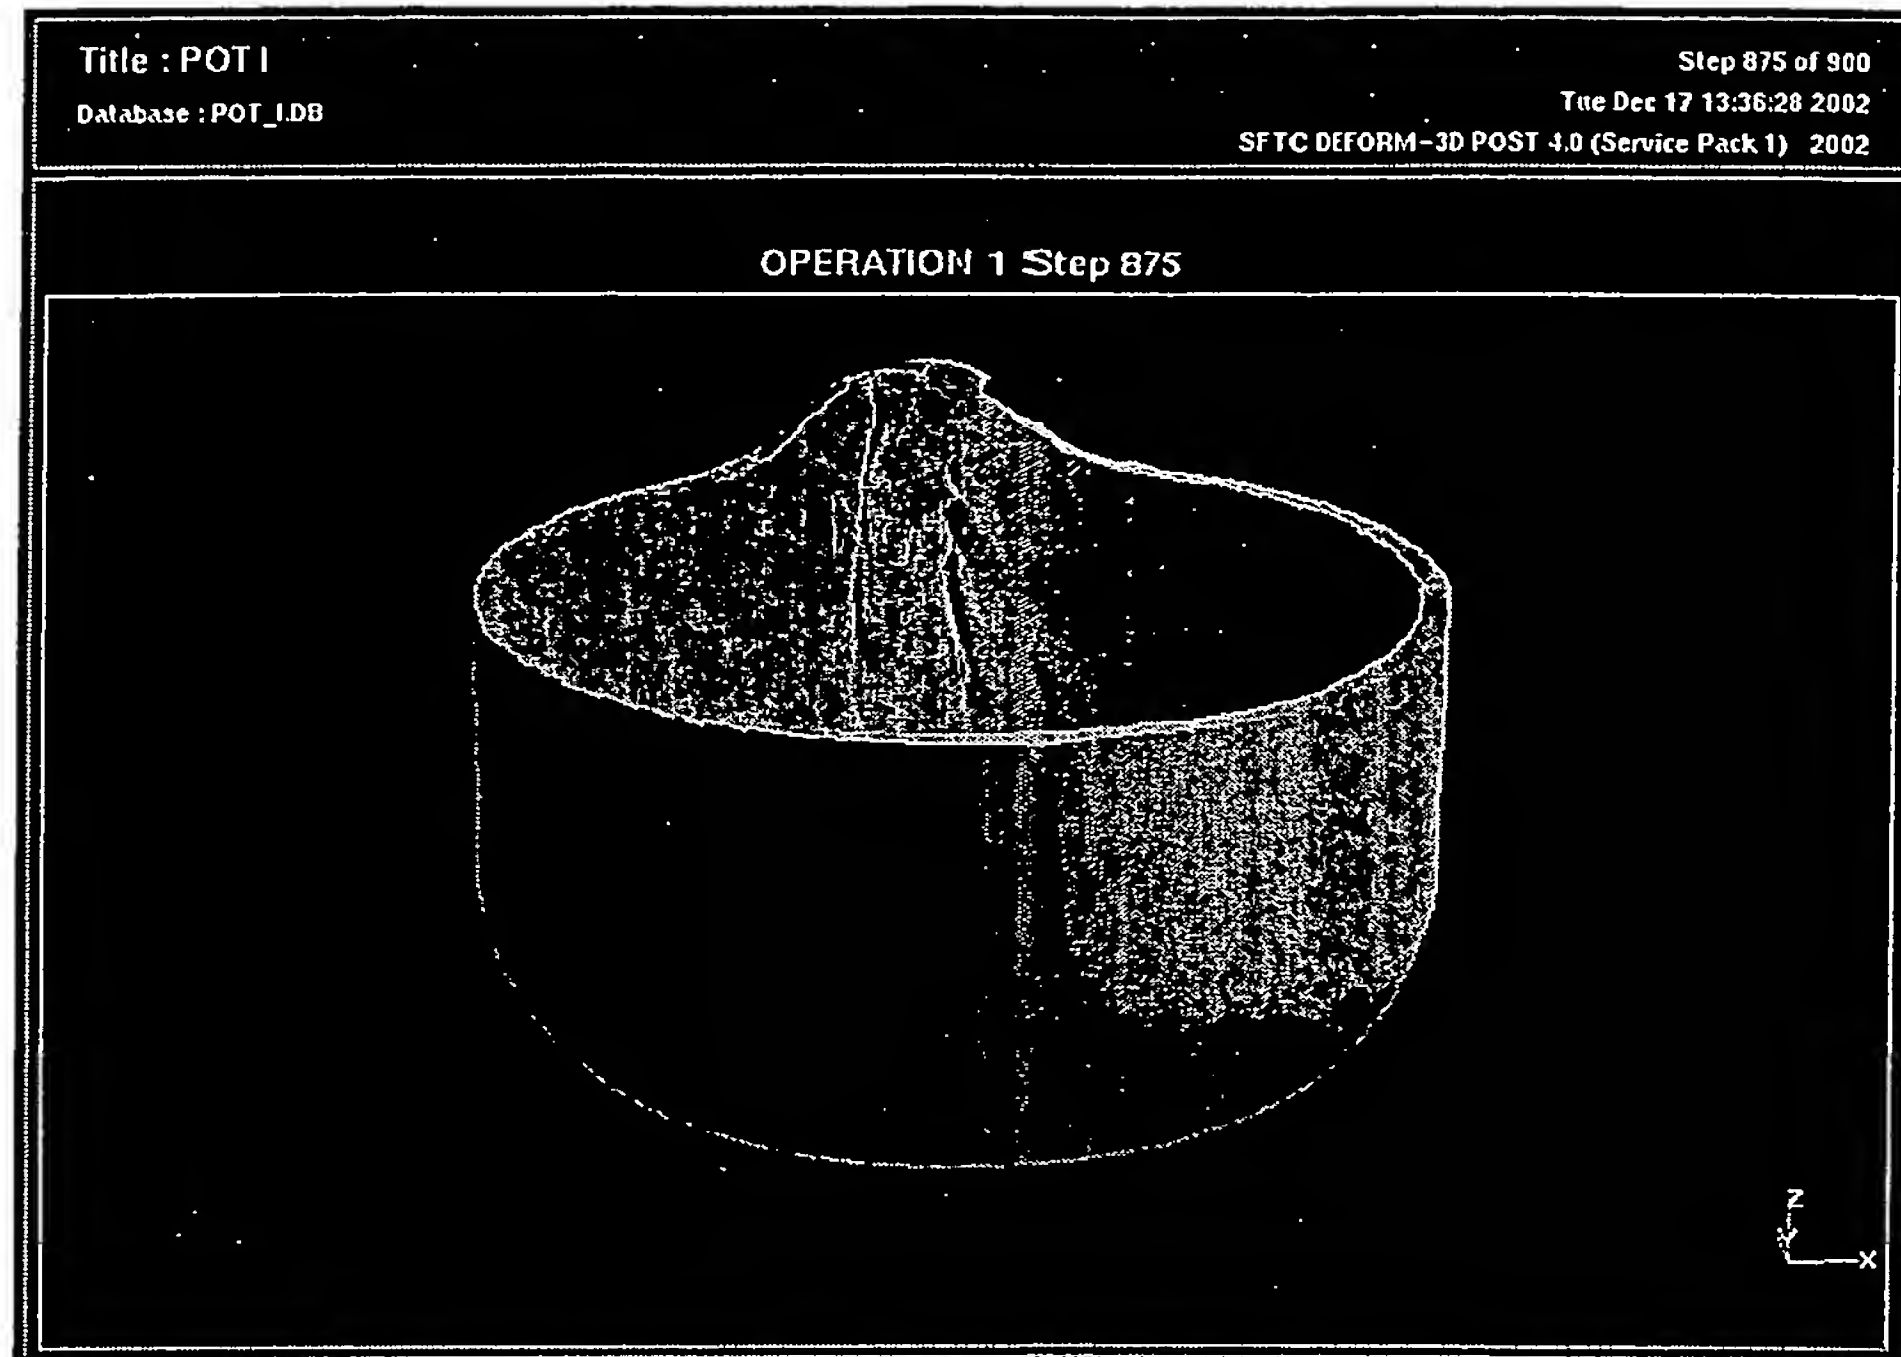 Title : POT I
Database : POT_I.DB
Step 875 of 900
Tue Dec 17 13:36:28 2002
SFTC DEFORM-3D POST 4.0 (Service Pack 1) 2002
OPERATION 1 Step 875
Z
Y
X